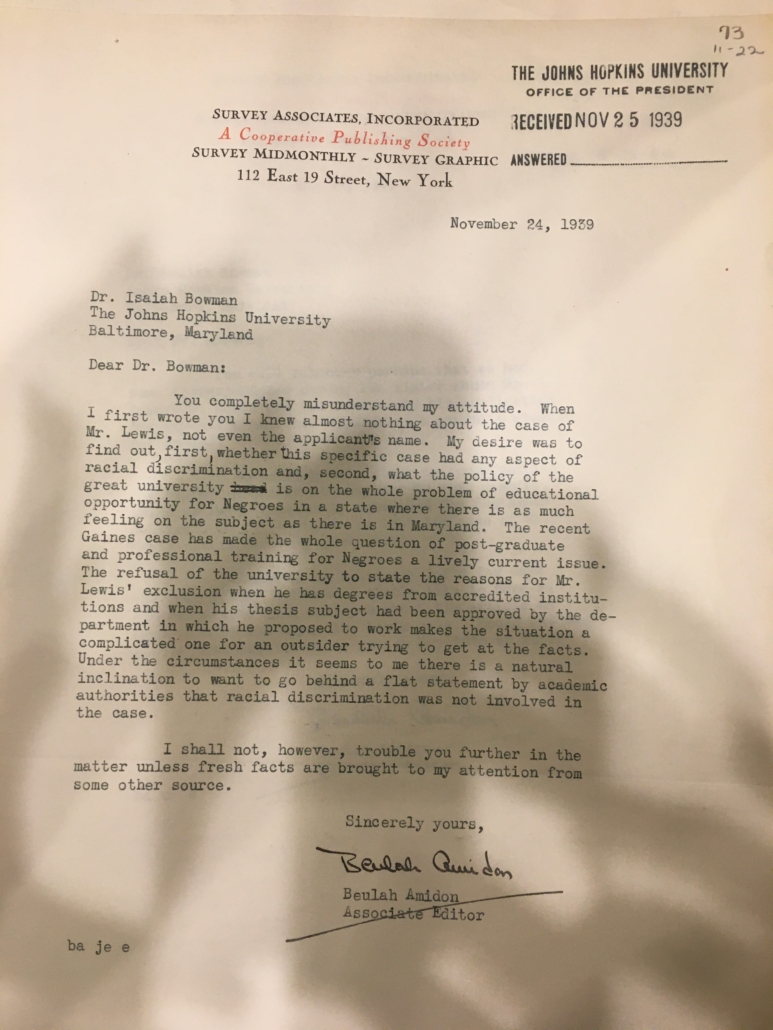 73
11-22
THE JOHNS HOPKINS UNIVERSITY
OFFICE OF THE PRESIDENT
RECEIVED NOV 25 1939
ANSWERED
SURVEY ASSOCIATES, INCORPORATED
A Cooperative Publishing Society
SURVEY MIDMONTHLY ~ SURVEY GRAPHIC
112 East 19 Street, New York
November 24, 1939
Dr. Isaiah Bowman
The Johns Hopkins University
Baltimore, Maryland
Dear Dr. Bowman:
You completely misunderstand my attitude. When
I first wrote you I knew almost nothing about the case of
Mr. Lewis, not even the applicant's name. My desire was to
find out, first, whether this specific case had any aspect of
racial discrimination and, second, what the policy of the
great university is on the whole problem of educational
opportunity for Negroes in a state where there is as much
feeling on the subject as there is in Maryland. The recent
Gaines case has made the whole question of post-graduate
and professional training for Negroes a lively current issue.
The refusal of the university to state the reasons for Mr.
Lewis' exclusion when he has degrees from accredited institu-
tions and when his thesis subject had been approved by the de-
partment in which he proposed to work makes the situation a
complicated one for an outsider trying to get at the facts.
Under the circumstances it seems to me there is a natural
inclination to want to go behind a flat statement by academic
authorities that racial discrimination was not involved in
the case.
I shall not, however, trouble you further in the
matter unless fresh facts are brought to my attention from
some other source.
Sincerely yours,
Beulah Amidon
Beulah Amidon
Associate Editor
ba je e